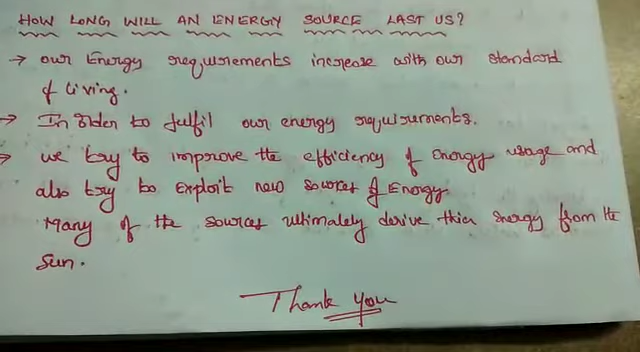 HOW LONG WILL AN ENERGY SOURCE LAST US?
→ our Energy requirements increase with our standard
of living.
→ In order to fulfil our energy requirements.
→ we try to improve the efficiency of Energy usage and
also try to Exploit new sources of Energy
Many of the sources ultimately derive their energy from the
Sun.
Thank you